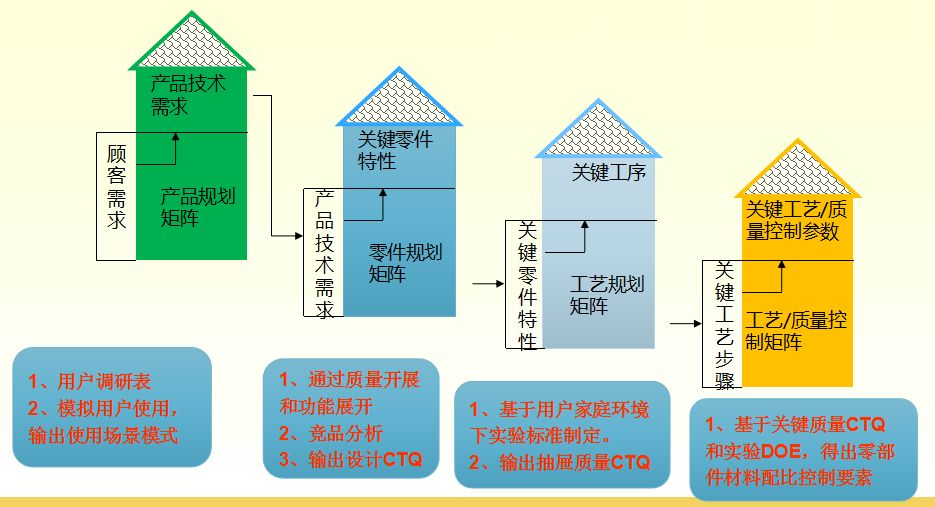 产品技术
需求
顾客需求
产品规划
矩阵
关键零件
特性
产品技术需求
零件规划
矩阵
关键工序
关键零件特性
工艺规划
矩阵
关键工艺/质
量控制参数
关键工艺步骤
工艺/质量控
制矩阵
1、用户调研表
2、模拟用户使用，
输出使用场景模式
1、通过质量开展
和功能展开
2、竞品分析
3、输出设计CTQ
1、基于用户家庭环境
下实验标准制定。
2、输出抽屉质量CTQ
1、基于关键质量CTQ
和实验DOE，得出零部
件材料配比控制要素